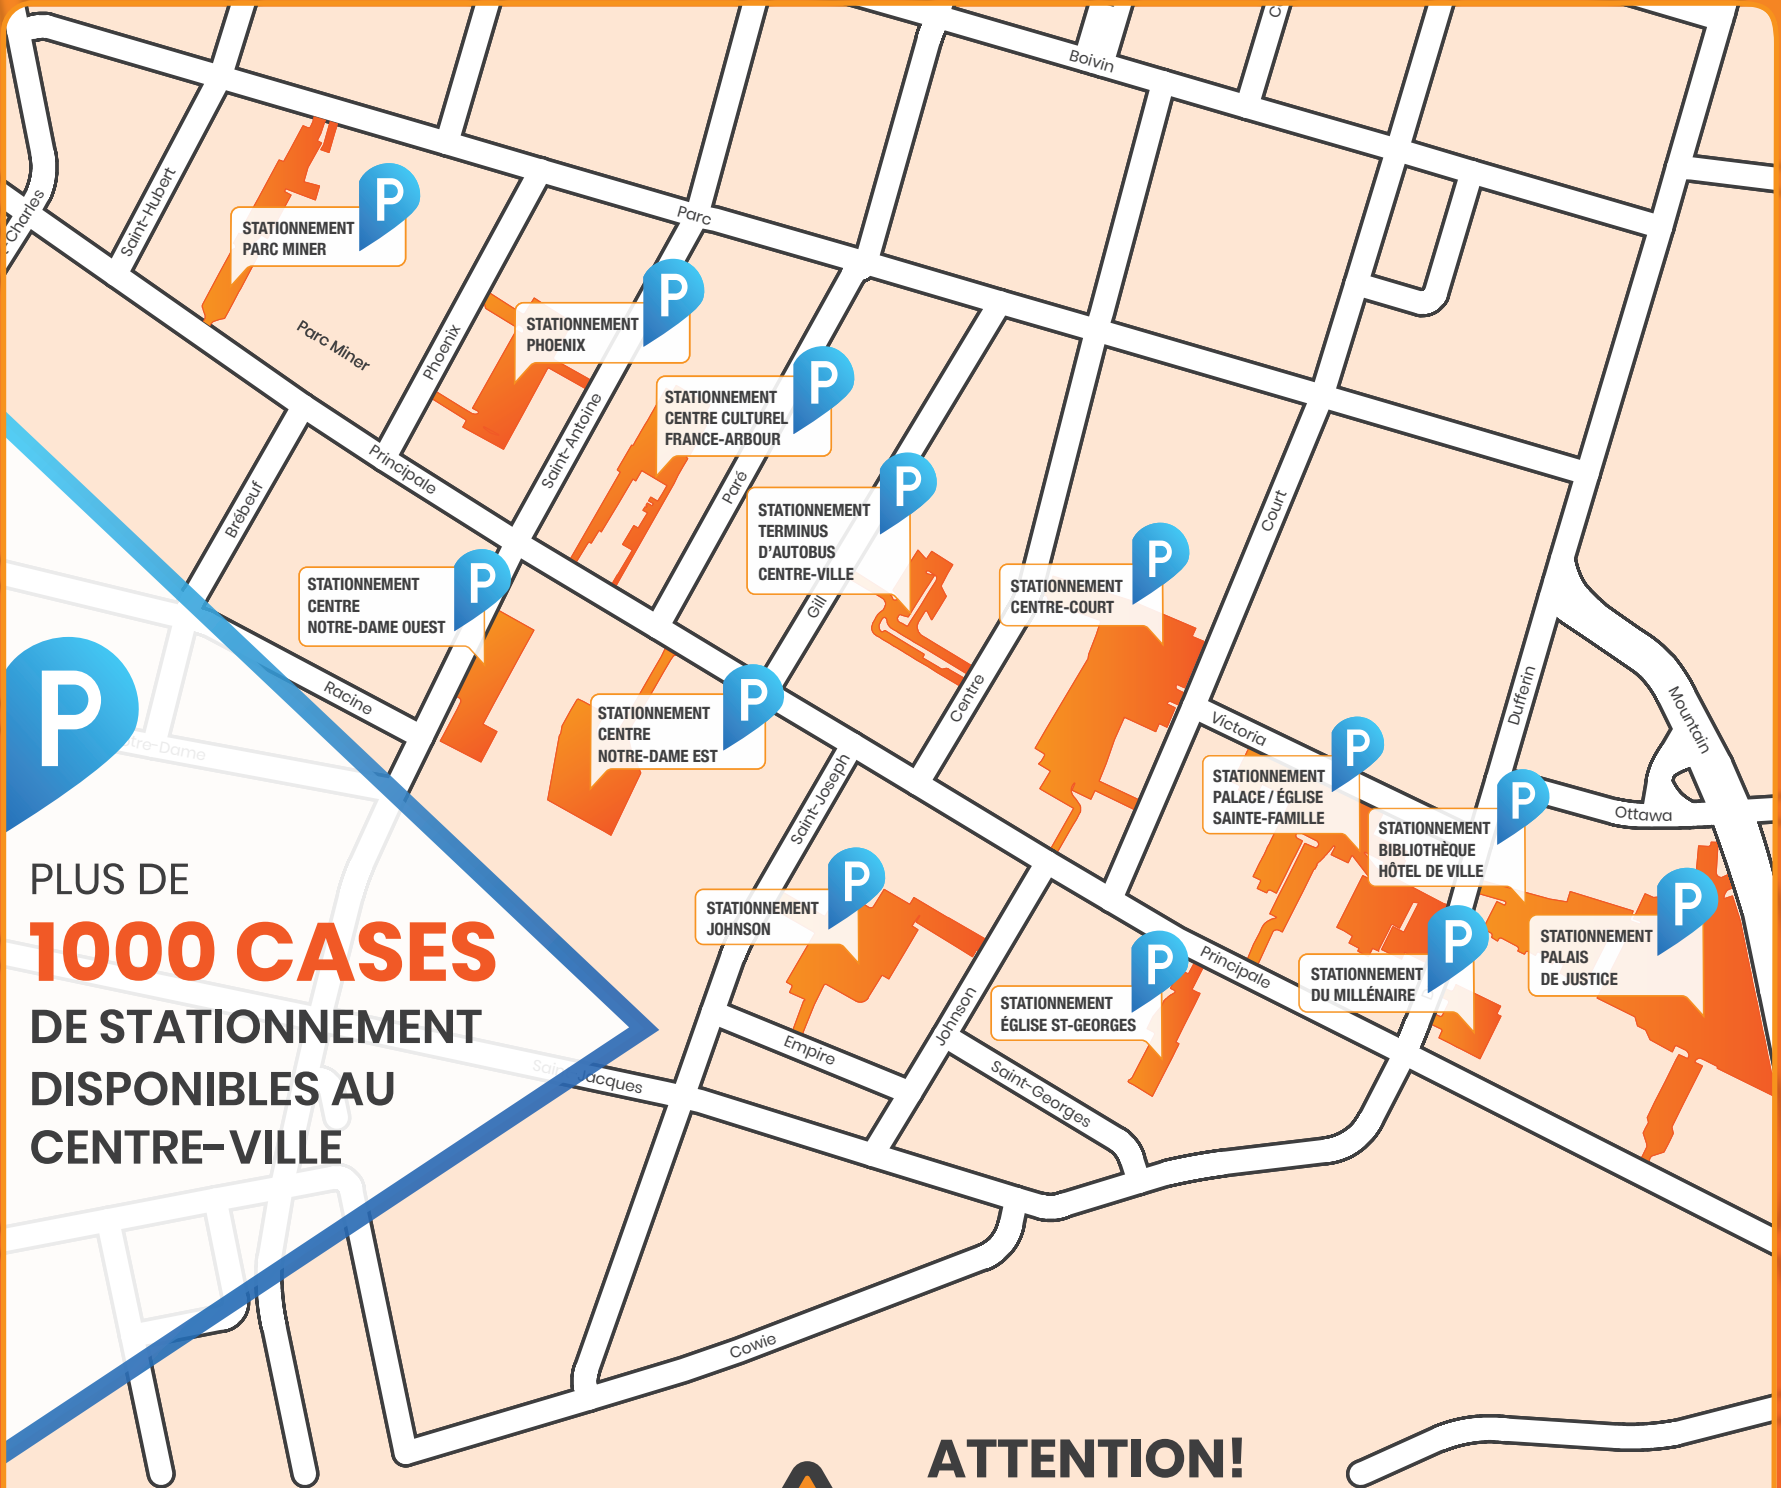 Boivin
Saint-Hubert
-Charles
Parc
P
STATIONNEMENT
PARC MINER
Parc Miner
Phoenix
P
STATIONNEMENT
PHOENIX
Saint-Antoine
P
STATIONNEMENT
CENTRE CULTUREL
FRANCE-ARBOUR
Principale
Brébeuf
Paré
P
STATIONNEMENT
TERMINUS
D'AUTOBUS
CENTRE-VILLE
Court
P
STATIONNEMENT
CENTRE
NOTRE-DAME OUEST
Gill
P
STATIONNEMENT
CENTRE-COURT
Racine
P
STATIONNEMENT
CENTRE
NOTRE-DAME EST
Centre
Victoria
Dufferin
Mountain
tre-Dame
Saint-Joseph
P
STATIONNEMENT
PALACE / ÉGLISE
SAINTE-FAMILLE
P
STATIONNEMENT
BIBLIOTHÈQUE
HÔTEL DE VILLE
Ottawa
P
STATIONNEMENT
JOHNSON
P
STATIONNEMENT
ÉGLISE ST-GEORGES
Principale
P
STATIONNEMENT
DU MILLÉNAIRE
P
STATIONNEMENT
PALAIS
DE JUSTICE
Johnson
Empire
Saint-Georges
Saint-Jacques
Cowie
P
PLUS DE
1000 CASES
DE STATIONNEMENT
DISPONIBLES AU
CENTRE-VILLE
ATTENTION!